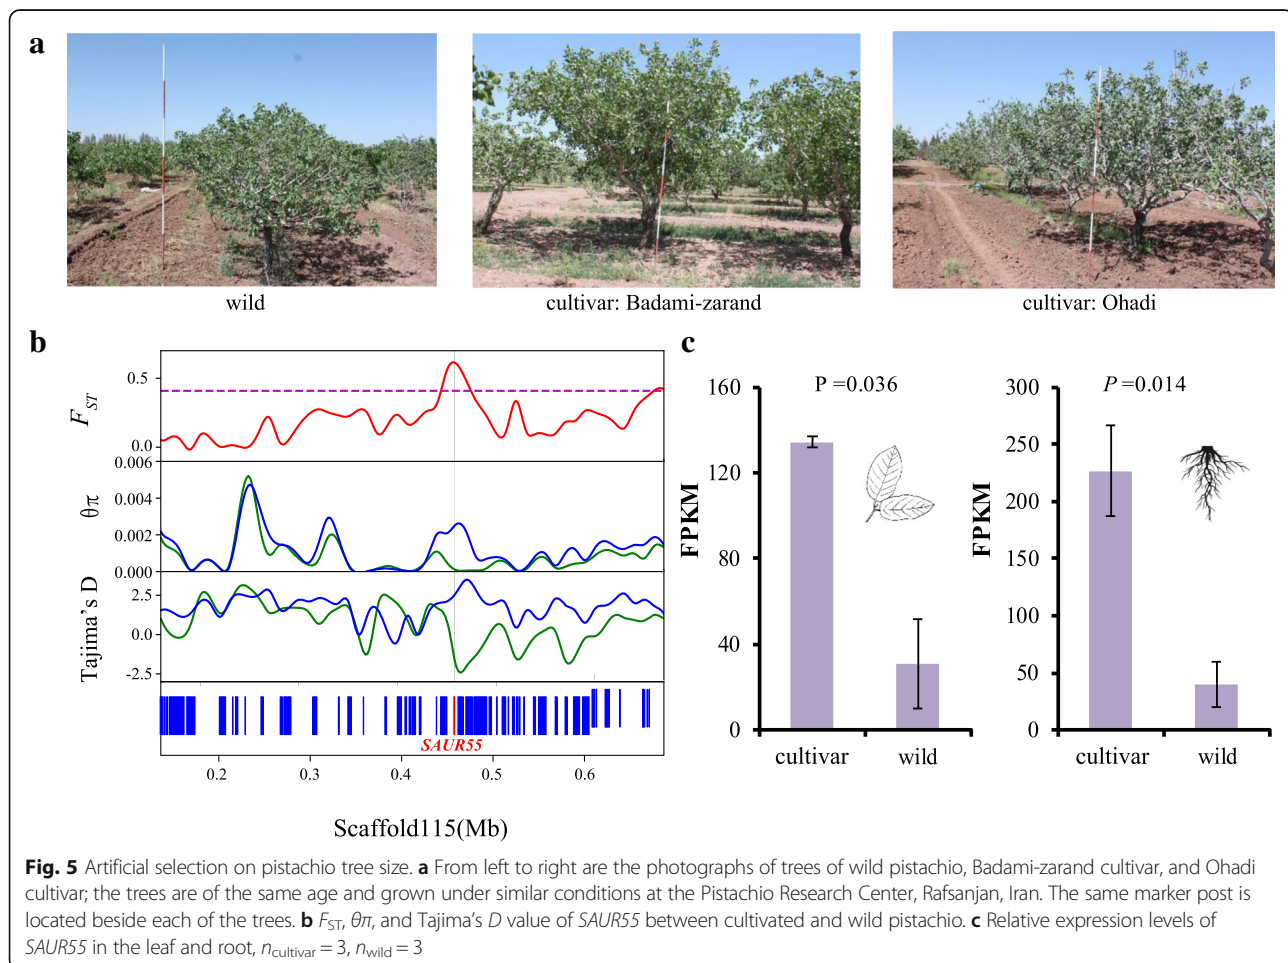 a
wild
cultivar: Badami-zarand
cultivar: Ohadi
b
0.5
0.0
F_ST
0.006
0.004
0.002
0.000
θπ
2.5
0.0
-2.5
Tajima's D
SAUR55
0.2 0.3 0.4 0.5 0.6
Scaffold115(Mb)
c
P =0.036
160
120
80
40
0
FPKM
cultivar wild
P =0.014
300
250
200
150
100
50
0
FPKM
cultivar wild
Fig. 5 Artificial selection on pistachio tree size. a From left to right are the photographs of trees of wild pistachio, Badami-zarand cultivar, and Ohadi
cultivar; the trees are of the same age and grown under similar conditions at the Pistachio Research Center, Rafsanjan, Iran. The same marker post is
located beside each of the trees. b F_ST, θπ, and Tajima's D value of SAUR55 between cultivated and wild pistachio. c Relative expression levels of
SAUR55 in the leaf and root, n_cultivar = 3, n_wild = 3